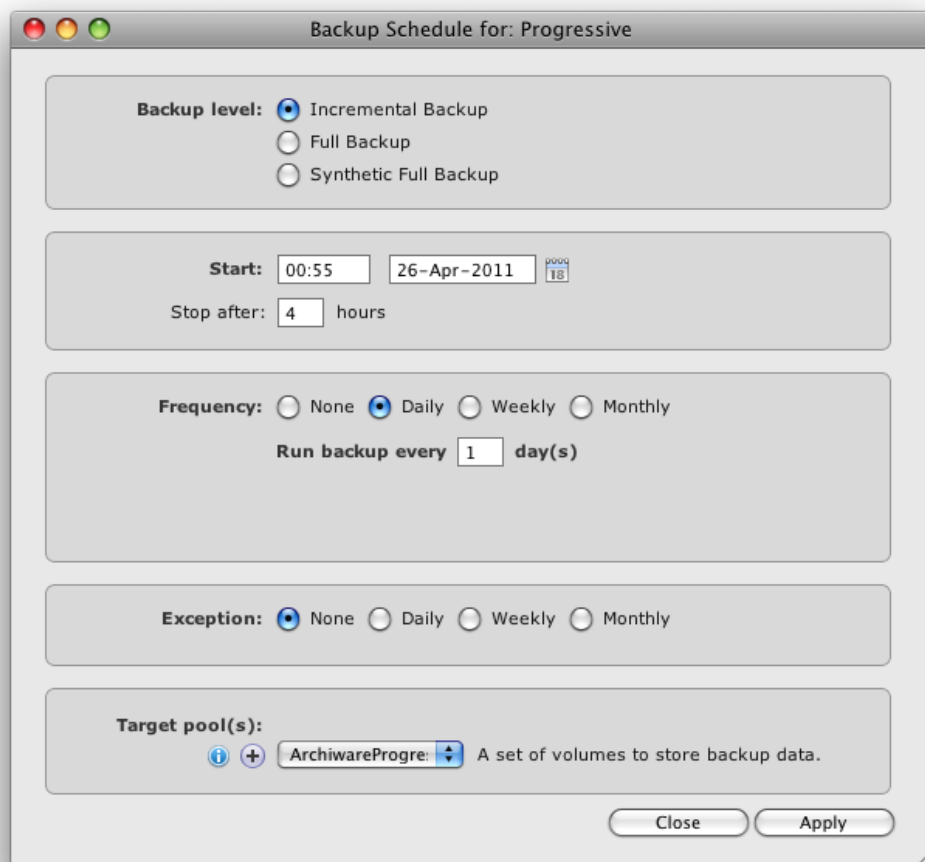 Backup Schedule for: Progressive
Backup level: Incremental Backup
Full Backup
Synthetic Full Backup
Start: 00:55 26-Apr-2011 18
Stop after: 4 hours
Frequency: None Daily Weekly Monthly
Run backup every 1 day(s)
Exception: None Daily Weekly Monthly
Target pool(s):
ArchiwareProgre: A set of volumes to store backup data.
Close Apply